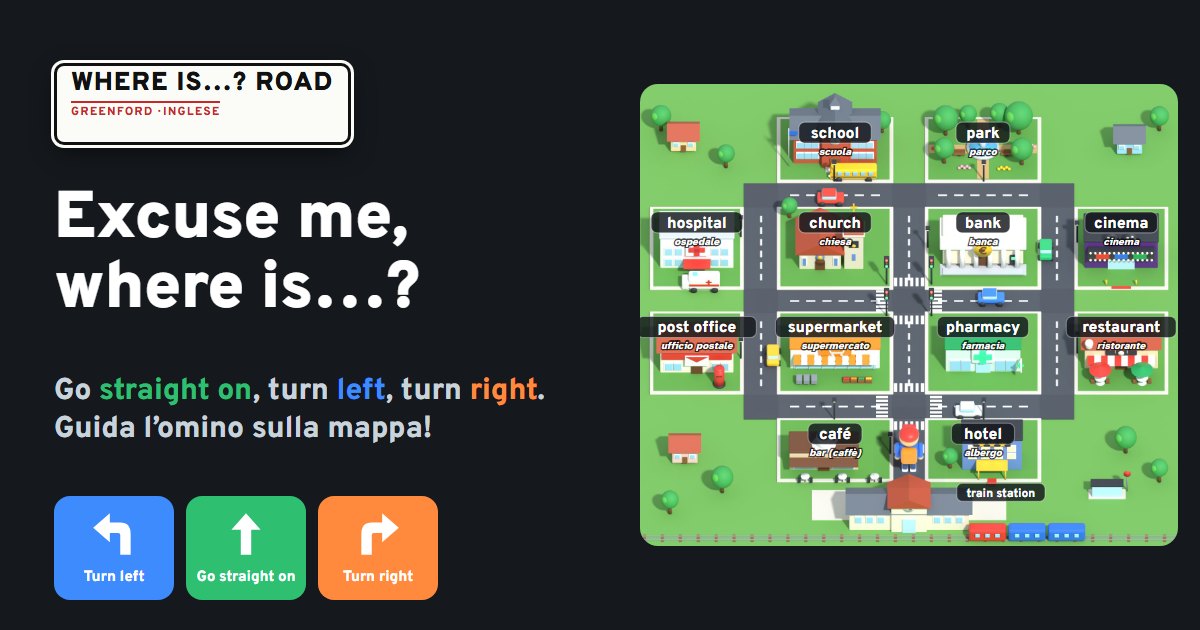 WHERE IS...? ROAD
GREENFORD · INGLESE
Excuse me,
where is...?
Go straight on, turn left, turn right.
Guida l’omino sulla mappa!
Turn left
Go straight on
Turn right
school
scuola
park
parco
hospital
ospedale
church
chiesa
bank
banca
cinema
cinema
post office
ufficio postale
supermarket
supermercato
pharmacy
farmacia
restaurant
ristorante
café
bar (caffè)
hotel
albergo
train station